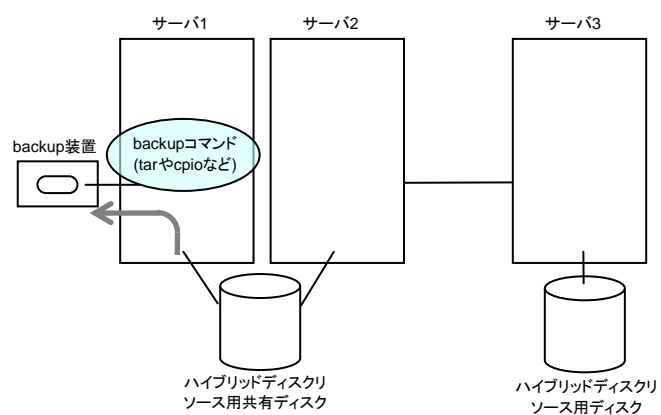 サーバ1
サーバ2
サーバ3
backup装置
backupコマンド
(tarやcpioなど)
ハイブリッドディスクリ
ソース用共有ディスク
ハイブリッドディスクリ
ソース用ディスク